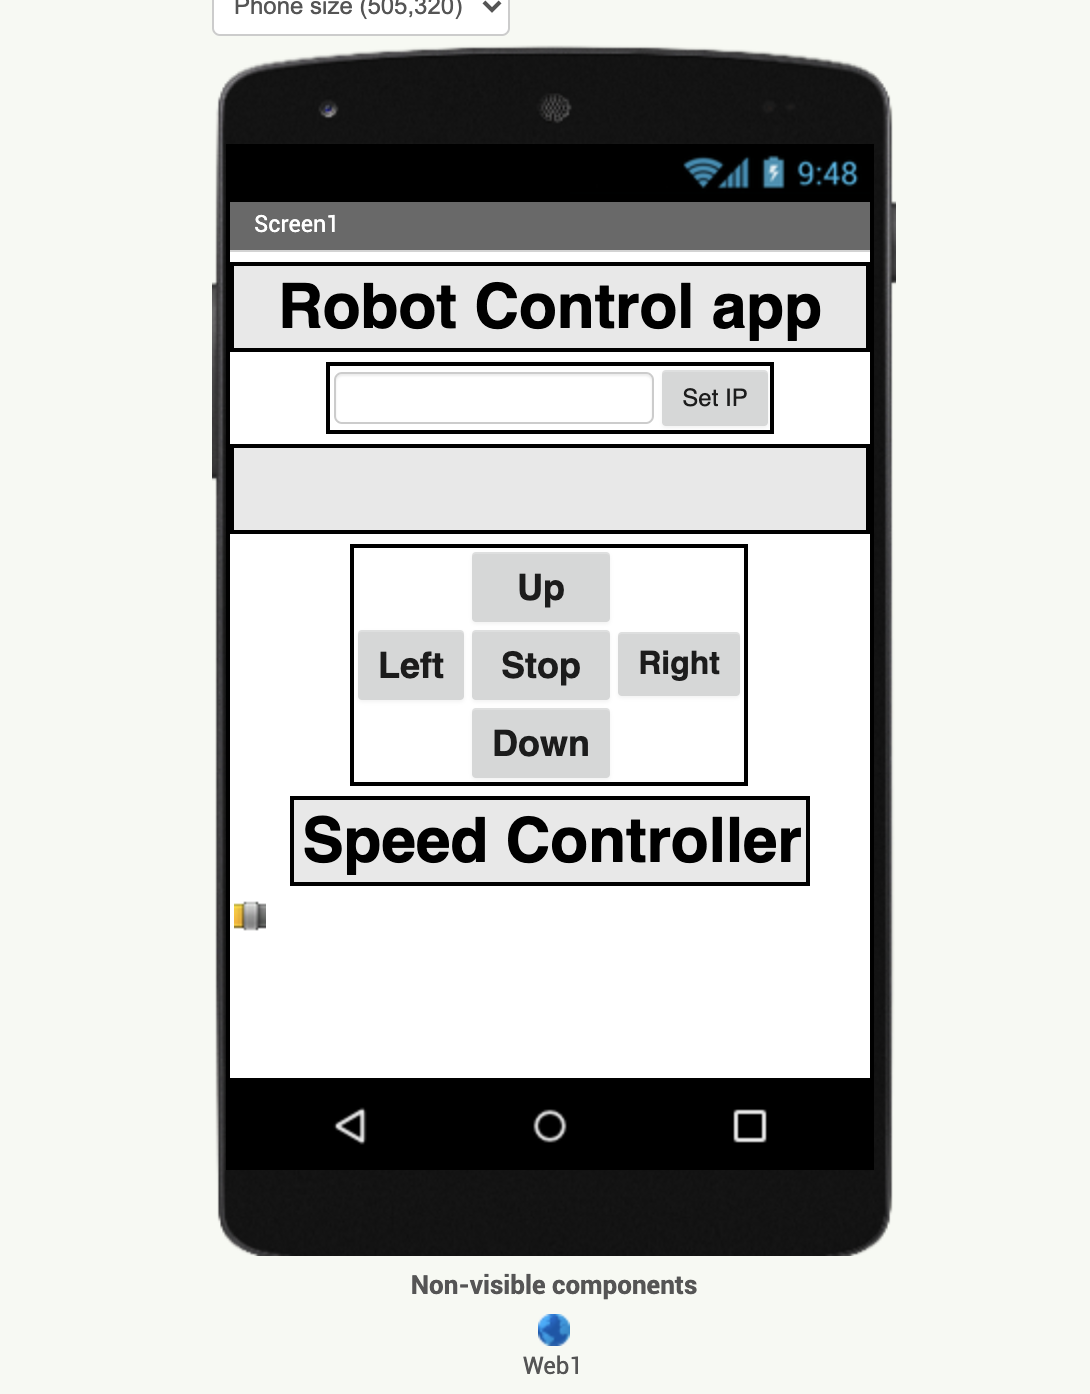 Phone size (505,320)
9:48
Screen1
Robot Control app
Set IP
Up
Left Stop Right
Down
Speed Controller
Non-visible components
Web1